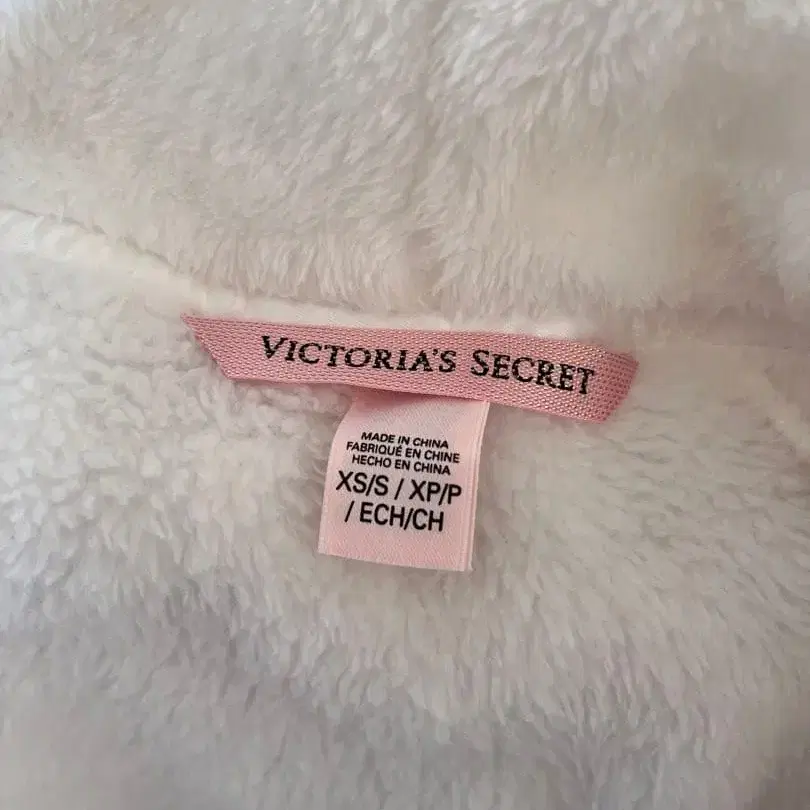 VICTORIA'S SECRET
MADE IN CHINA
FABRIQUÉ EN CHINE
HECHO EN CHINA
XS/S / XP/P
/ ECH/CH